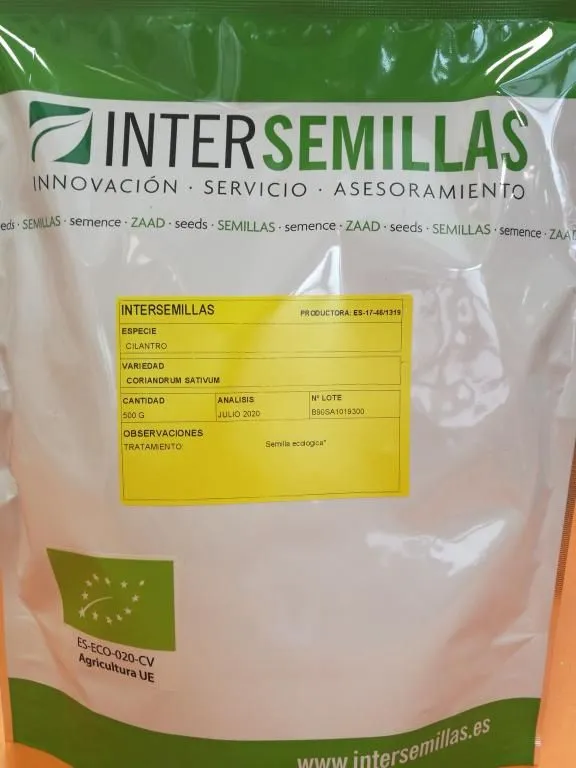 INTERSEMILLAS
INNOVACIÓN · SERVICIO · ASESORAMIENTO
eds · SEMILLAS · semence · ZAAD · seeds · SEMILLAS · semence · ZAAD · seeds · SEMILLAS · semence · ZAA
INTERSEMILLAS PRODUCTORA: ES-17-46/1319
ESPECIE
CILANTRO
VARIEDAD
CORIANDRUM SATIVUM
CANTIDAD ANALISIS Nº LOTE
500 G JULIO 2020 B90SA1019300
OBSERVACIONES
TRATAMIENTO: Semilla ecologica*
ES-ECO-020-CV
Agricultura UE
www.intersemillas.es